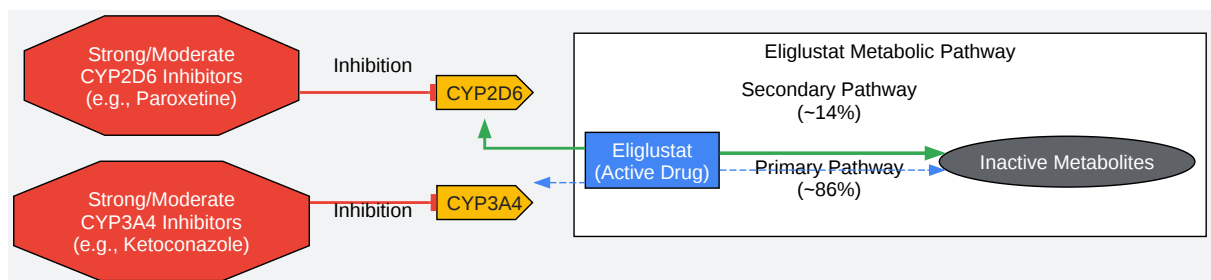 Strong/Moderate
CYP2D6 Inhibitors
(e.g., Paroxetine)
Inhibition
CYP2D6
Eliglustat Metabolic Pathway
Secondary Pathway
(~14%)
Eliglustat
(Active Drug)
Primary Pathway
(~86%)
Inactive Metabolites
Strong/Moderate
CYP3A4 Inhibitors
(e.g., Ketoconazole)
Inhibition
CYP3A4